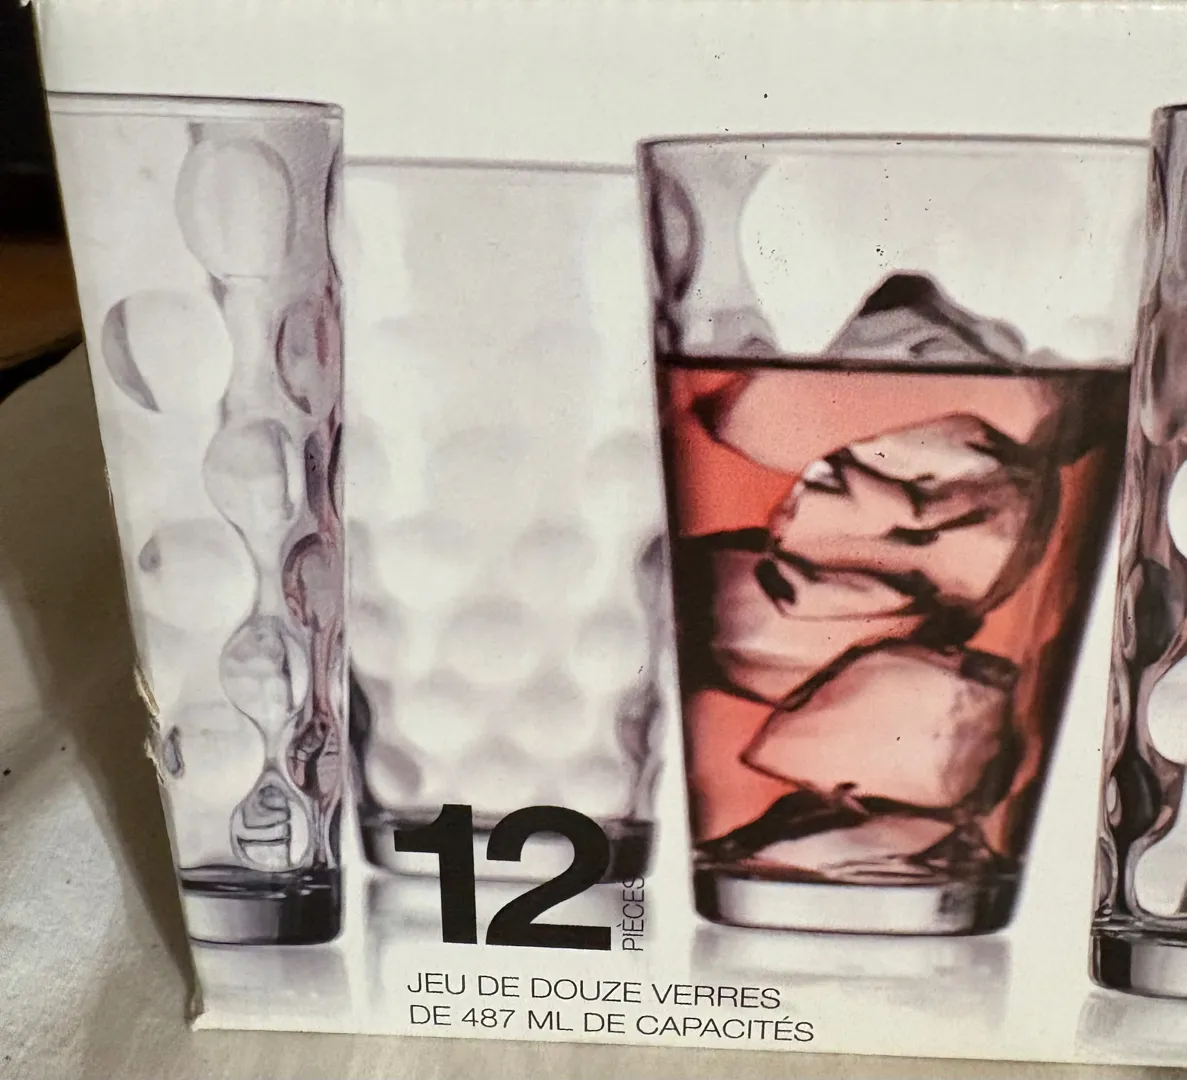 12 PIÈCES
JEU DE DOUZE VERRES
DE 487 ML DE CAPACITÉS